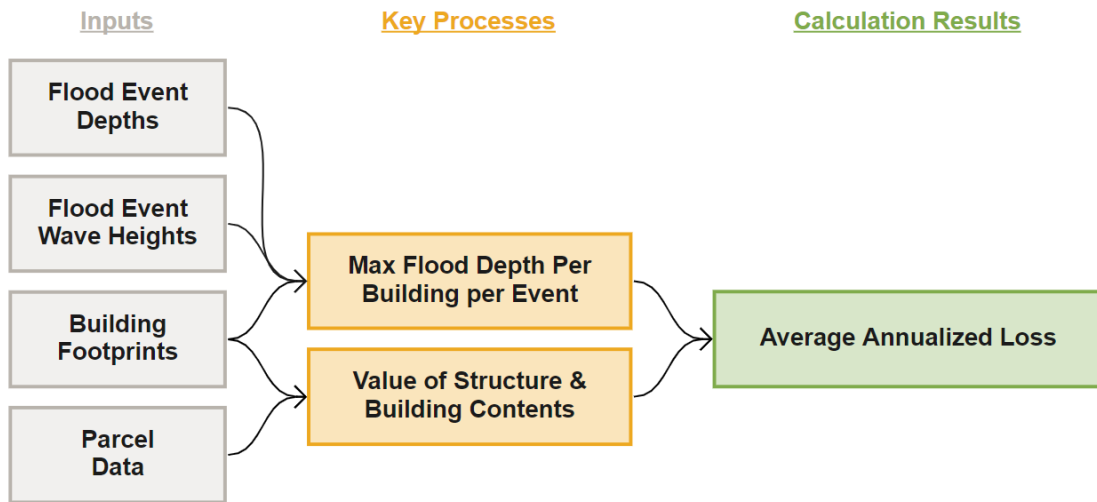 Inputs
Key Processes
Calculation Results
Flood Event
Depths
Flood Event
Wave Heights
Building
Footprints
Parcel
Data
Max Flood Depth Per
Building per Event
Value of Structure &
Building Contents
Average Annualized Loss